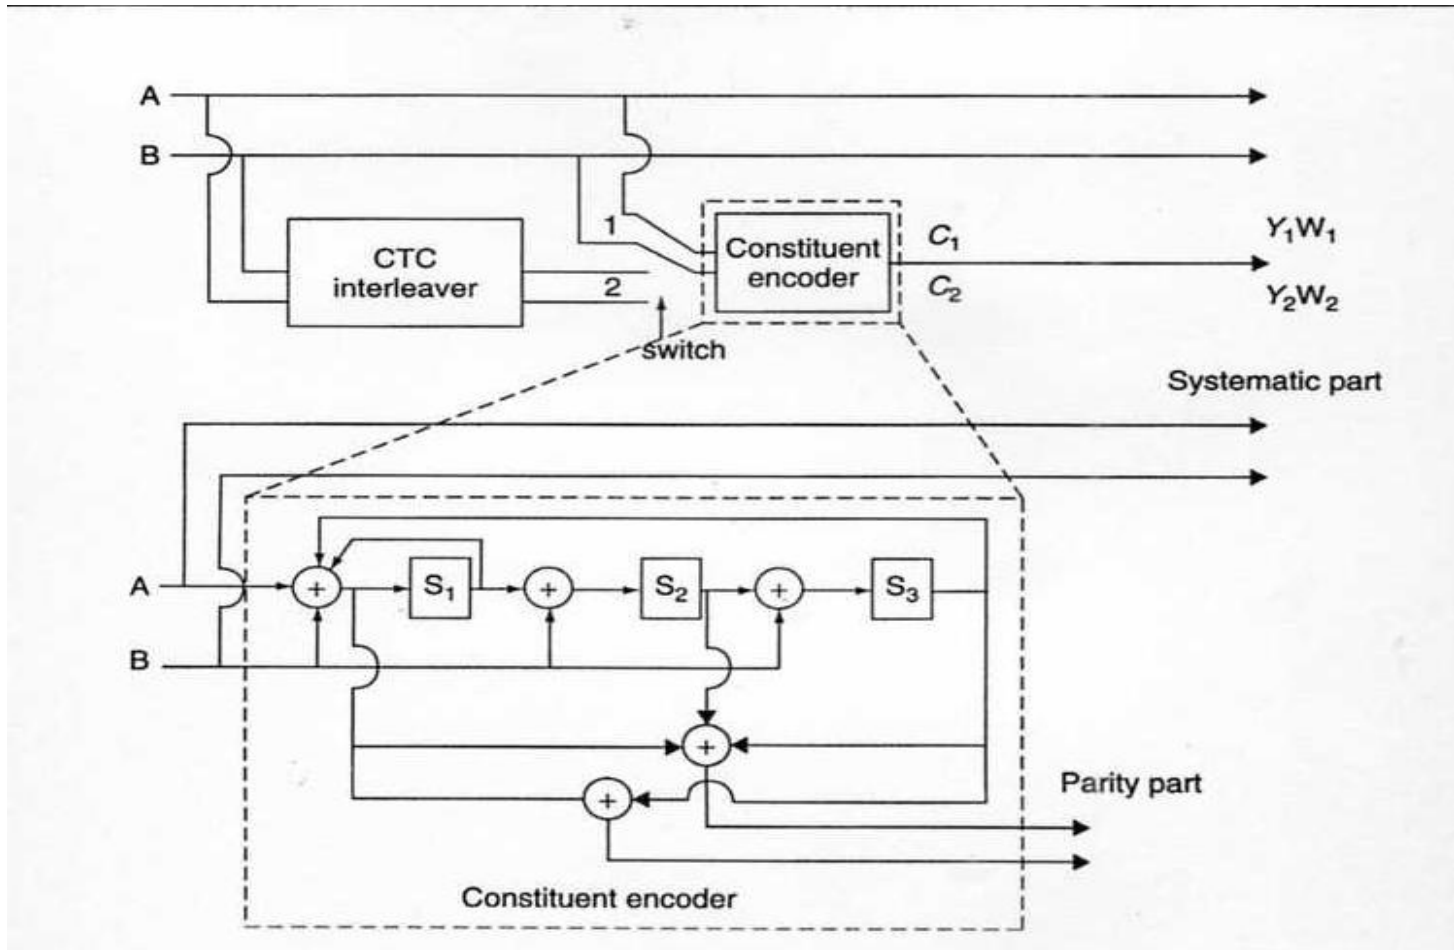 A
B
1
CTC
interleaver
2
switch
Constituent
encoder
C1
C2
Y1W1
Y2W2
Systematic part
A
+
S1
+
S2
+
S3
B
+
+
Parity part
Constituent encoder